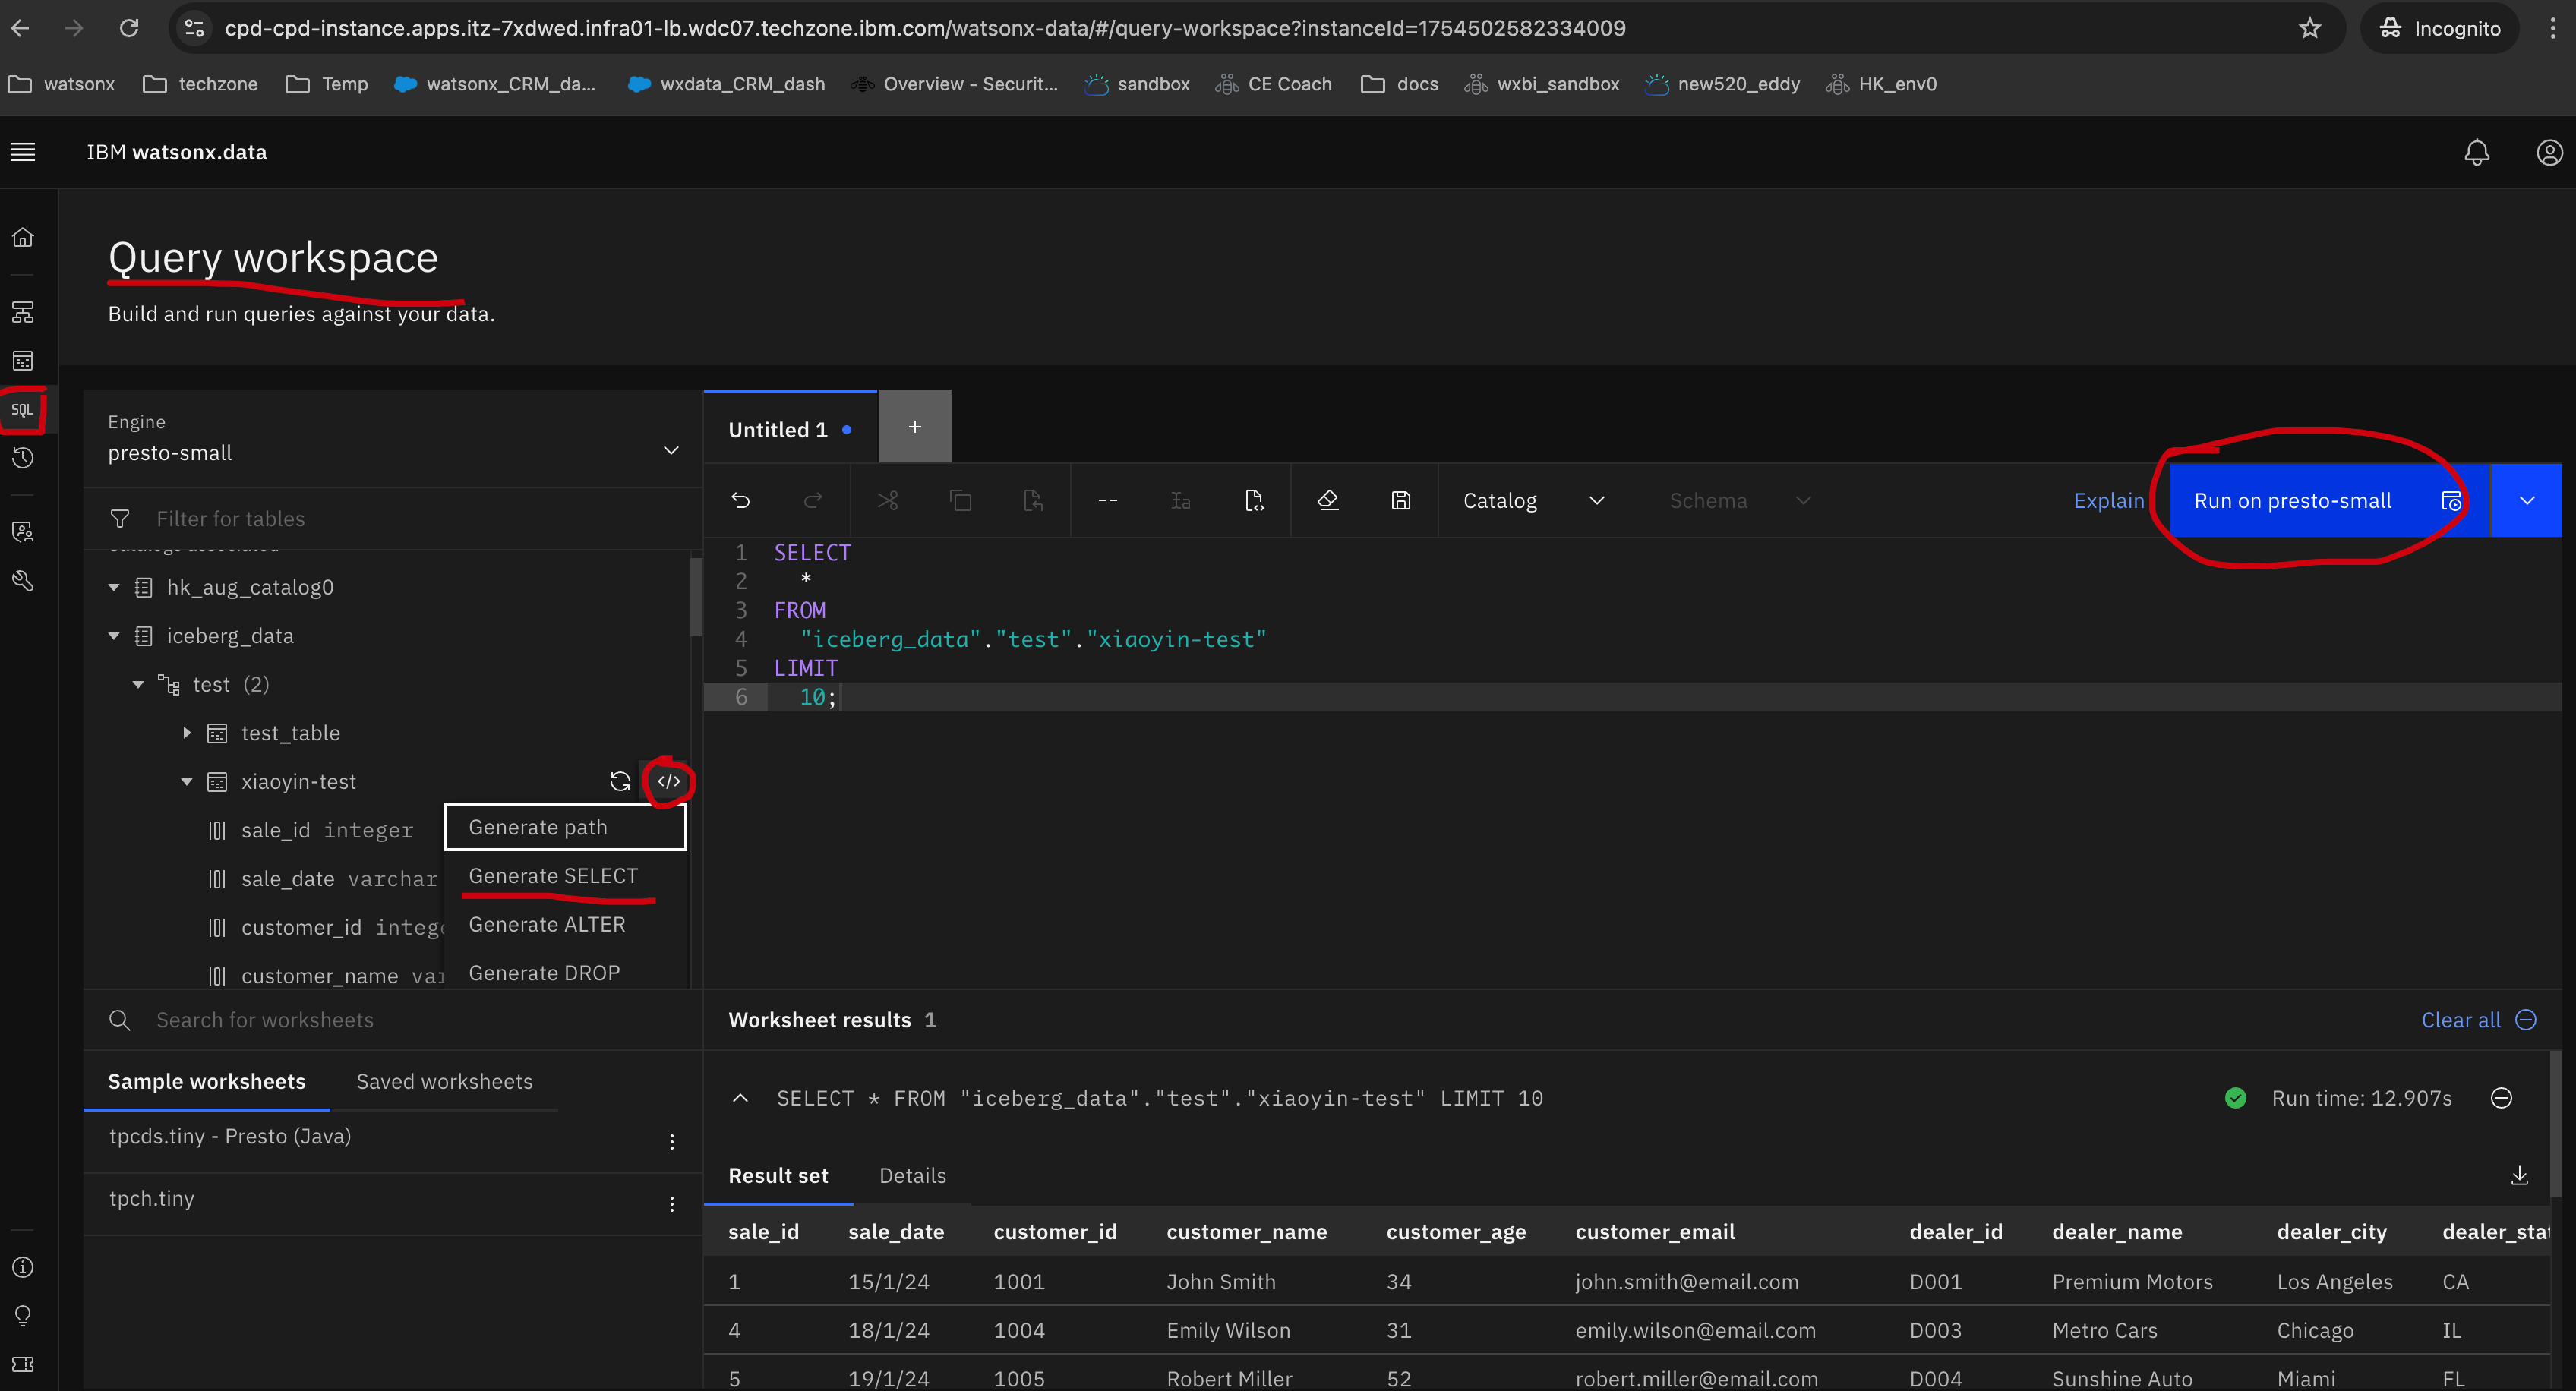 cpd-cpd-instance.apps.itz-7xdwed.infra01-lb.wdc07.techzone.ibm.com/watsonx-data/#/query-workspace?instanceId=1754502582334009
Incognito
watsonx techzone Temp watsonx_CRM_da... wxdata_CRM_dash Overview - Securit... sandbox CE Coach docs wxbi_sandbox new520_eddy HK_env0
IBM watsonx.data
Query workspace
Build and run queries against your data.
SQL
Engine
presto-small
Filter for tables
hk_aug_catalog0
iceberg_data
test (2)
test_table
xiaoyin-test
</>
sale_id integer
sale_date varchar
customer_id
customer_name
Generate path
Generate SELECT
Generate ALTER
Generate DROP
Search for worksheets
Sample worksheets Saved worksheets
tpcds.tiny - Presto (Java)
tpch.tiny
Untitled 1
+
Catalog Schema Explain Run on presto-small
1 SELECT
2 *
3 FROM
4 "iceberg_data"."test"."xiaoyin-test"
5 LIMIT
6 10;
Worksheet results 1 Clear all
SELECT * FROM "iceberg_data"."test"."xiaoyin-test" LIMIT 10 Run time: 12.907s
Result set Details
sale_id sale_date customer_id customer_name customer_age customer_email dealer_id dealer_name dealer_city dealer_sta
1 15/1/24 1001 John Smith 34 john.smith@email.com D001 Premium Motors Los Angeles CA
4 18/1/24 1004 Emily Wilson 31 emily.wilson@email.com D003 Metro Cars Chicago IL
5 19/1/24 1005 Robert Miller 52 robert.miller@email.com D004 Sunshine Auto Miami FL